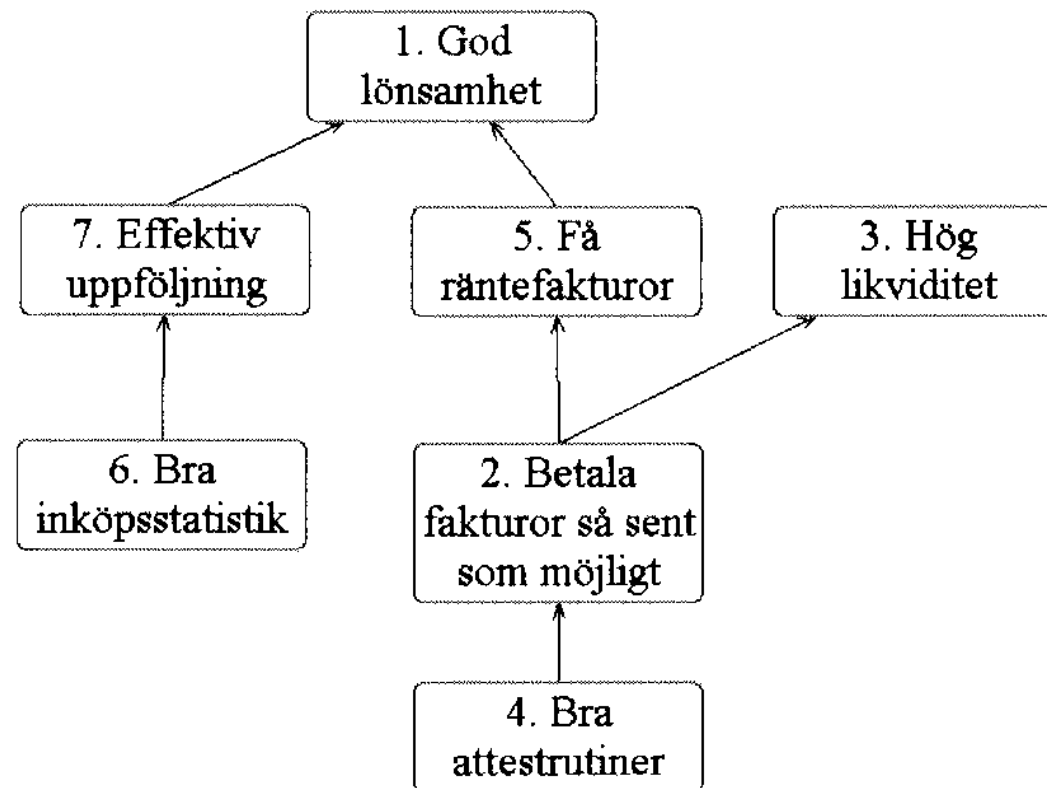 1. God
lönsamhet
7. Effektiv
uppföljning
5. Få
räntefakturor
3. Hög
likviditet
6. Bra
inköpsstatistik
2. Betala
fakturor så sent
som möjligt
4. Bra
attestrutiner